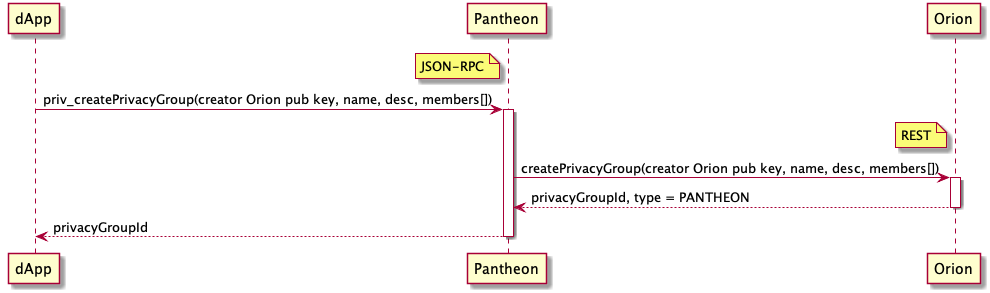 dApp
Pantheon
Orion
JSON-RPC
priv_createPrivacyGroup(creator Orion pub key, name, desc, members[])
REST
createPrivacyGroup(creator Orion pub key, name, desc, members[])
privacyGroupId, type = PANTHEON
privacyGroupId
dApp
Pantheon
Orion